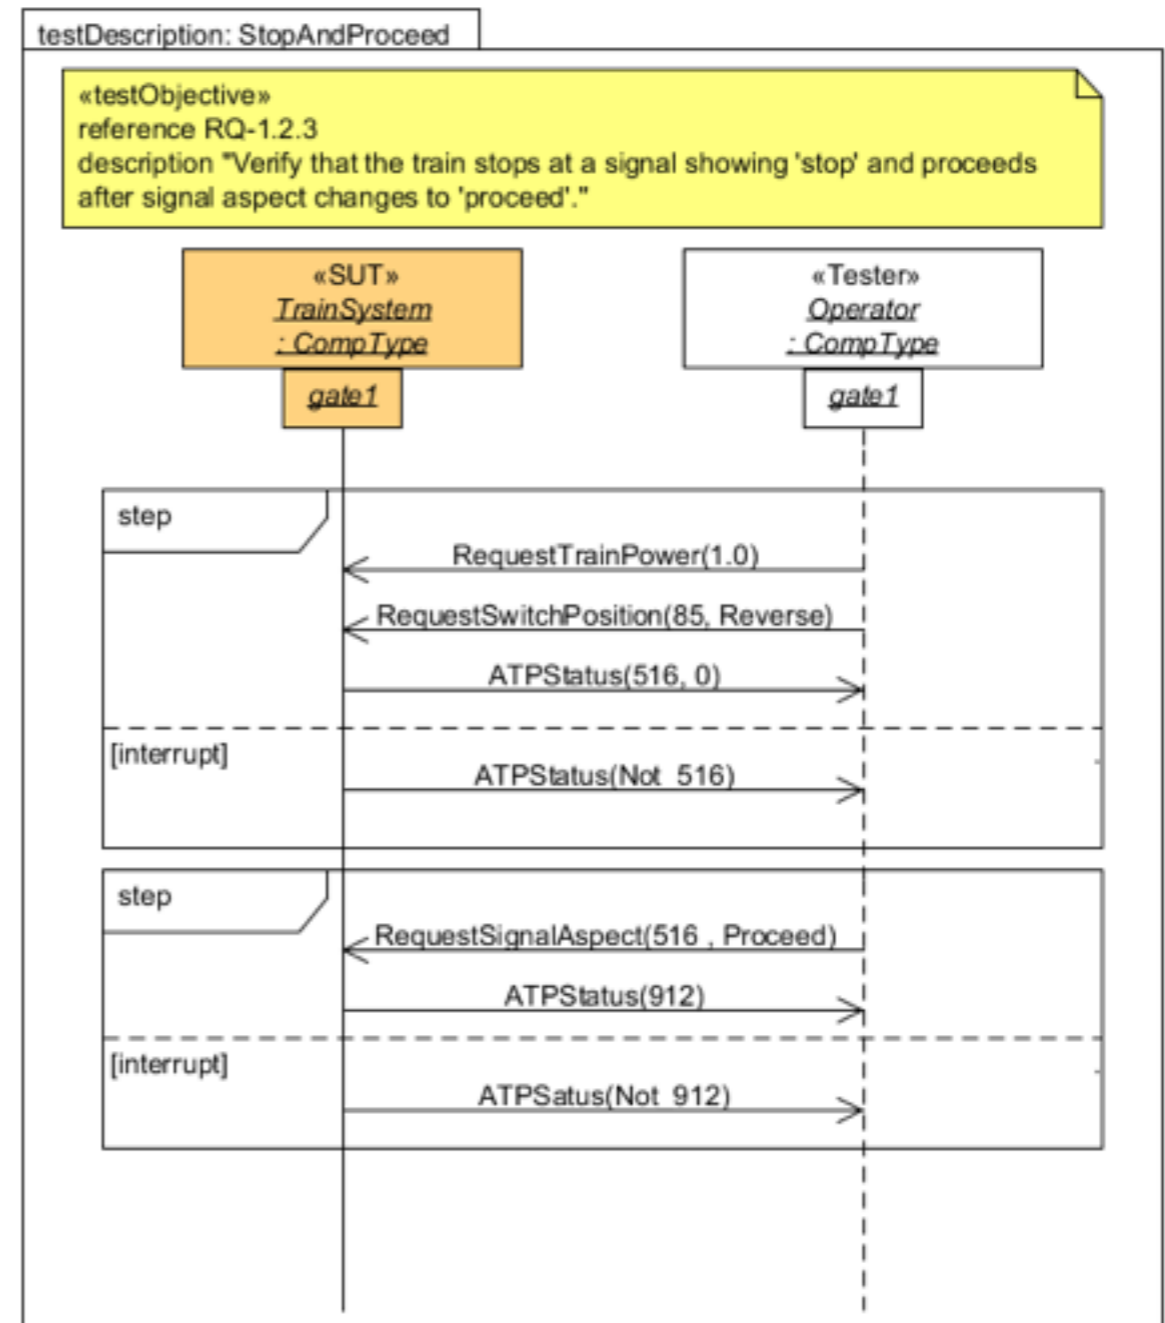 testDescription: StopAndProceed
«testObjective»
reference RQ-1.2.3
description "Verify that the train stops at a signal showing 'stop' and proceeds
after signal aspect changes to 'proceed'."
«SUT»
TrainSystem
: CompType
gate1
«Tester»
Operator
: CompType
gate1
step
RequestTrainPower(1.0)
RequestSwitchPosition(85, Reverse)
ATPStatus(516, 0)
[interrupt]
ATPStatus(Not 516)
step
RequestSignalAspect(516 , Proceed)
ATPStatus(912)
[interrupt]
ATPSatus(Not 912)